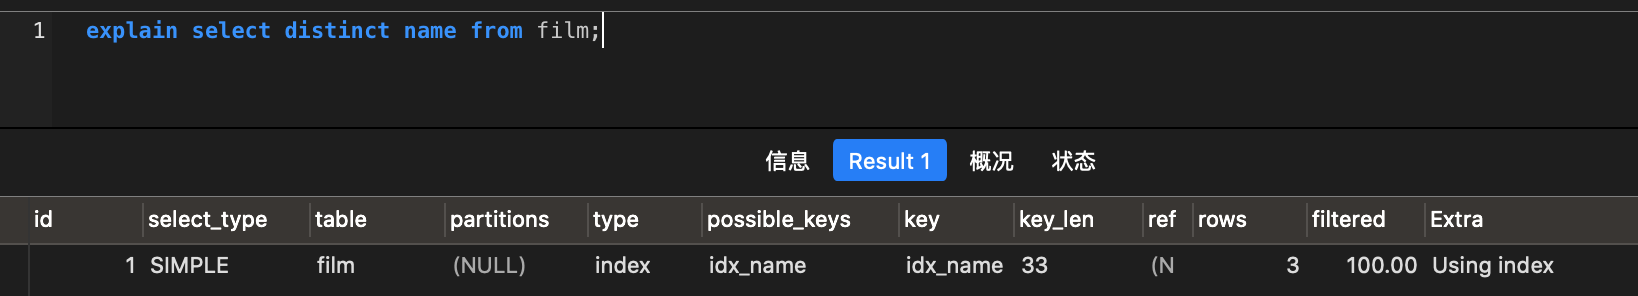 1 explain select distinct name from film;
信息 Result 1 概况 状态
id select_type table partitions type possible_keys key key_len ref rows filtered Extra
1 SIMPLE film (NULL) index idx_name idx_name 33 (N 3 100.00 Using index